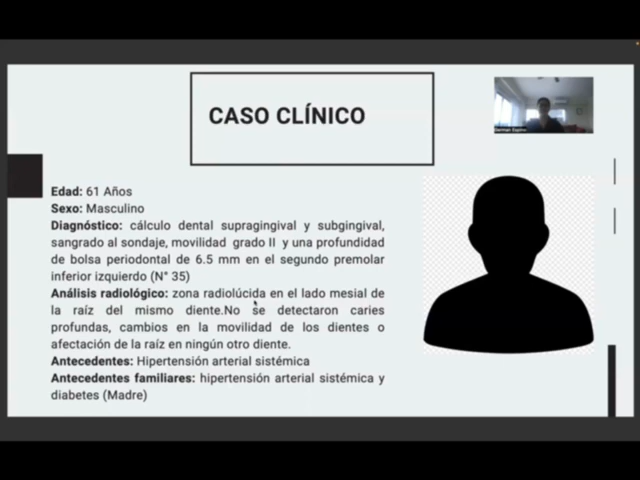 CASO CLÍNICO
German Espino
Edad: 61 Años
Sexo: Masculino
Diagnóstico: cálculo dental supragingival y subgingival,
sangrado al sondaje, movilidad grado II y una profundidad
de bolsa periodontal de 6.5 mm en el segundo premolar
inferior izquierdo (N° 35)
Análisis radiológico: zona radiolúcida en el lado mesial de
la raíz del mismo diente.No se detectaron caries
profundas, cambios en la movilidad de los dientes o
afectación de la raíz en ningún otro diente.
Antecedentes: Hipertensión arterial sistémica
Antecedentes familiares: hipertensión arterial sistémica y
diabetes (Madre)